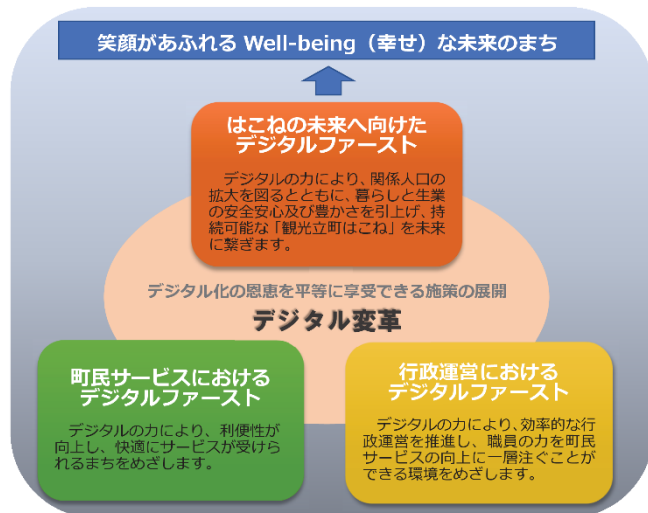 笑顔があふれる Well-being（幸せ）な未来のまち
はこねの未来へ向けた
デジタルファースト
デジタルの力により、関係人口の
拡大を図るとともに、暮らしと生業
の安全安心及び豊かさを引上げ、持
続可能な「観光立町はこね」を未来
に繋ぎます。
デジタル化の恩恵を平等に享受できる施策の展開
デジタル変革
町民サービスにおける
デジタルファースト
デジタルの力により、利便性が
向上し、快適にサービスが受けら
れるまちをめざします。
行政運営における
デジタルファースト
デジタルの力により、効率的な行
政運営を推進し、職員の力を町民
サービスの向上に一層注ぐことが
できる環境をめざします。